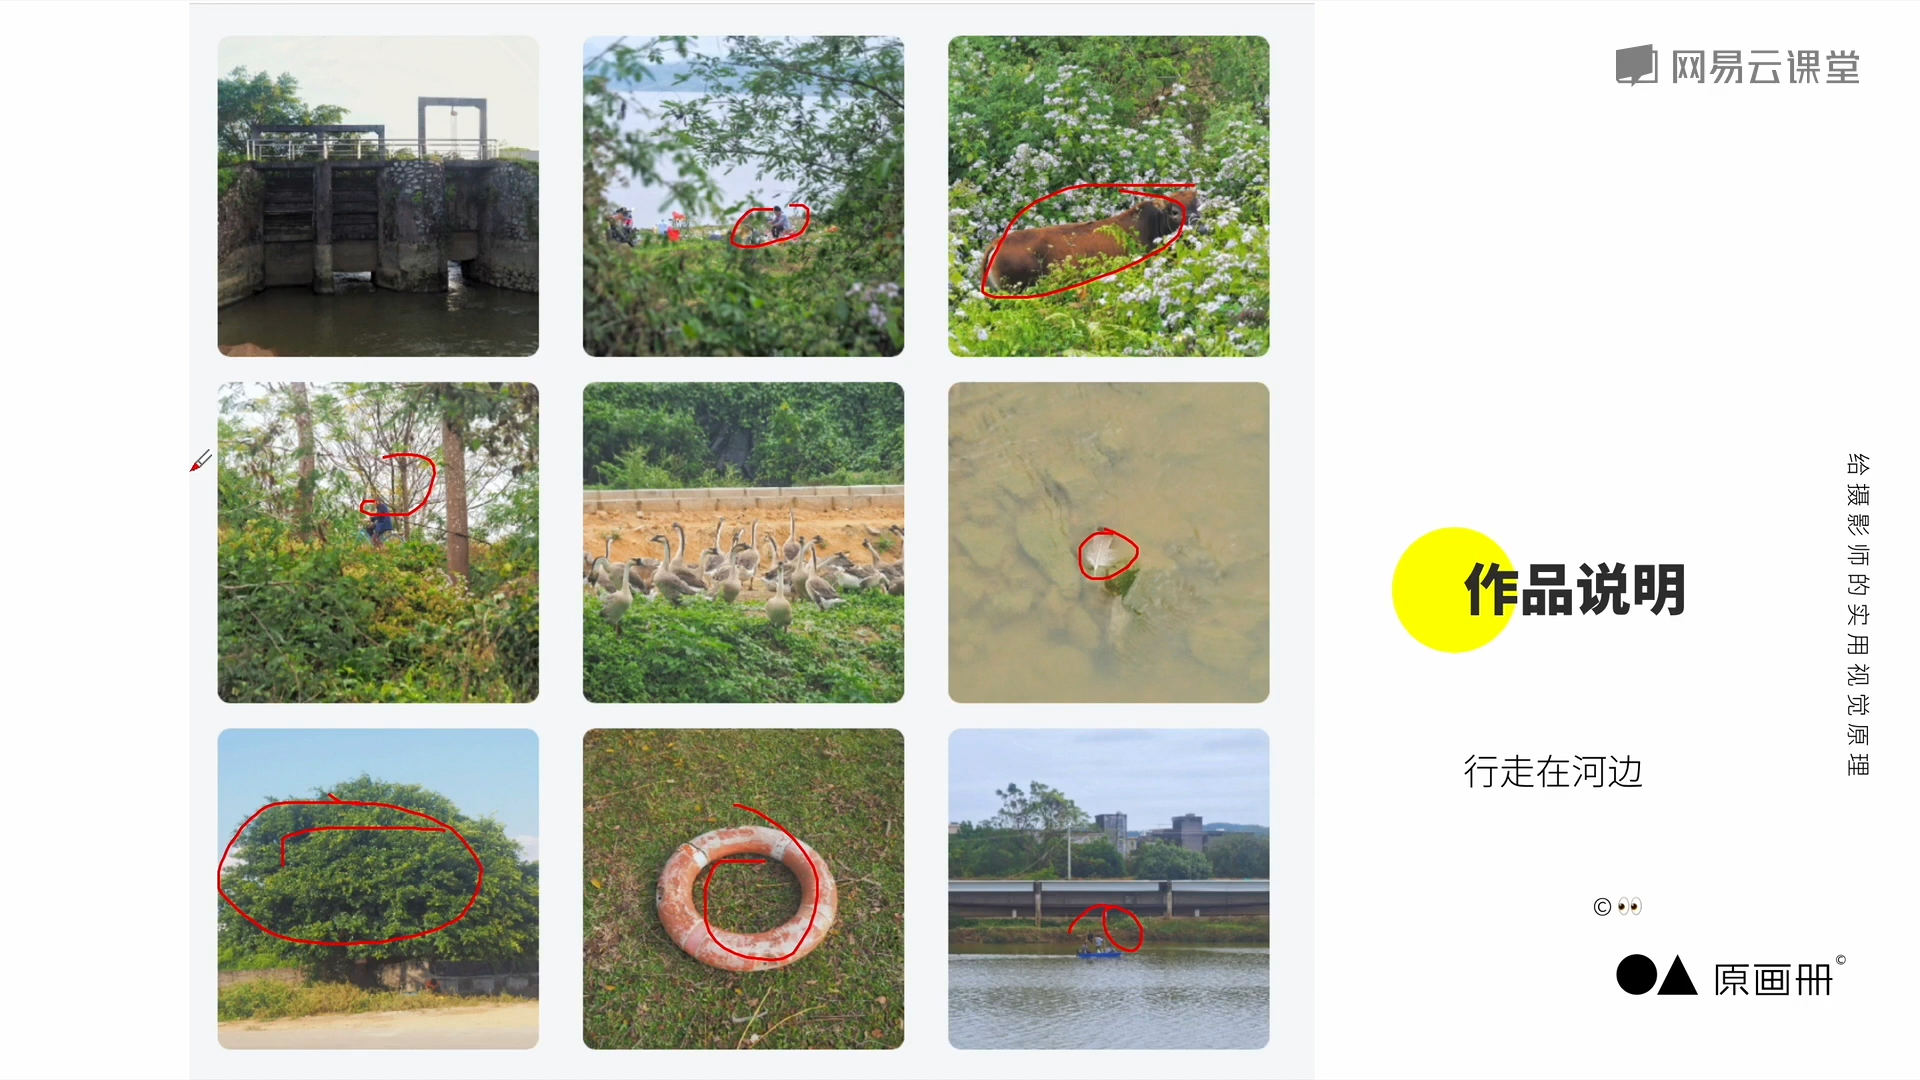 网易云课堂
给摄影师的实用视觉原理
作品说明
行走在河边
©
原画册©